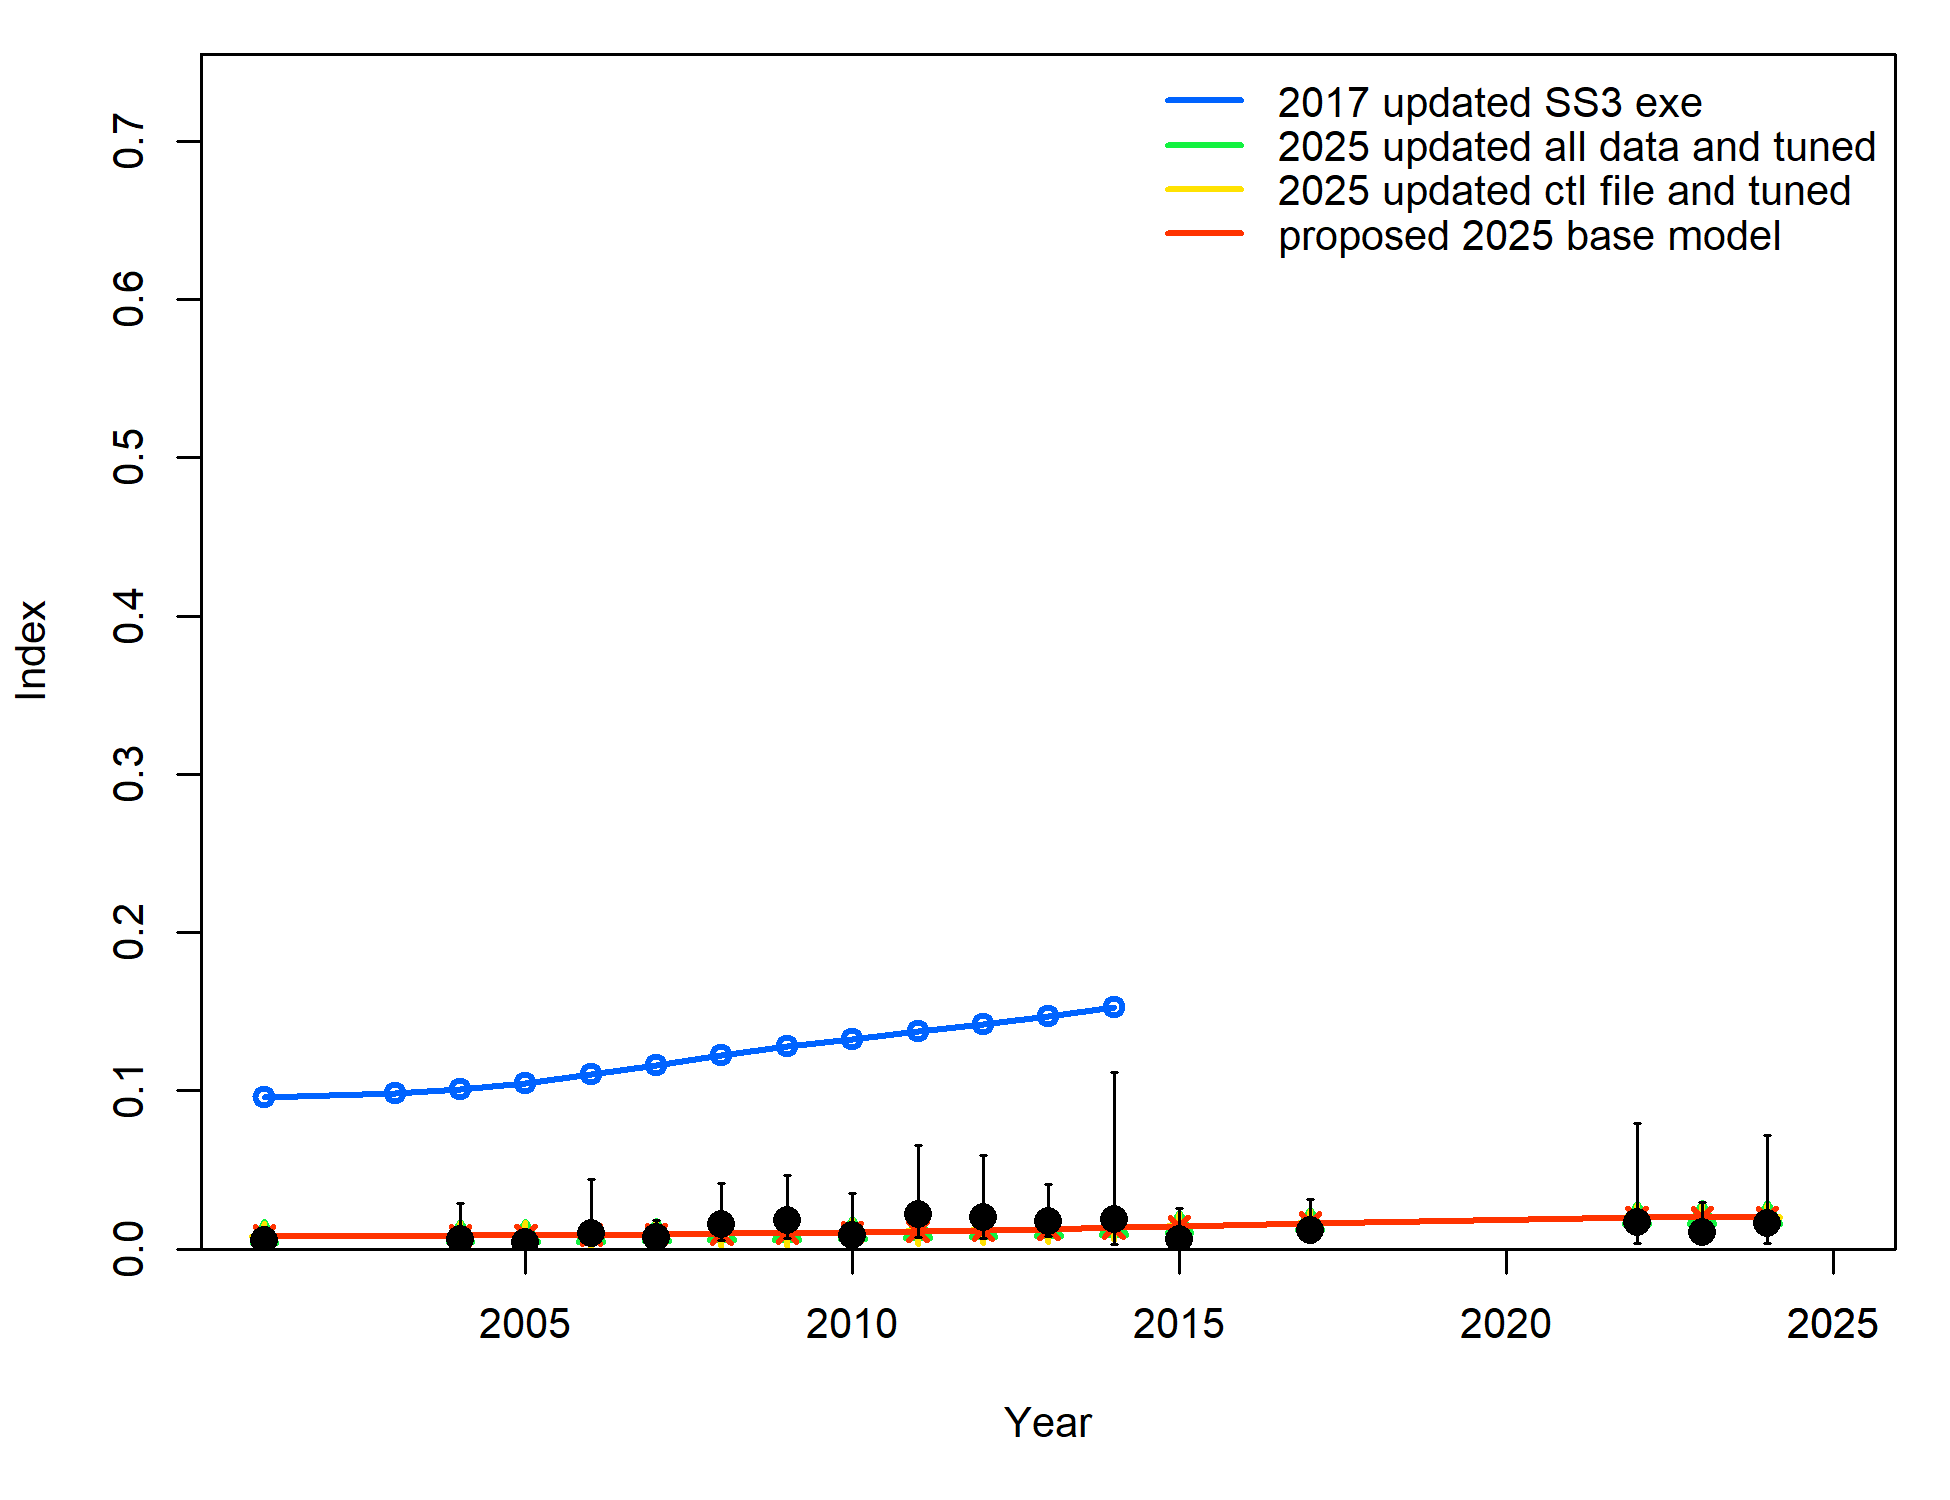 2017 updated SS3 exe
2025 updated all data and tuned
2025 updated ctl file and tuned
proposed 2025 base model
0.7
0.6
0.5
0.4
0.3
0.2
0.1
0.0
Index
2005
2010
2015
2020
2025
Year